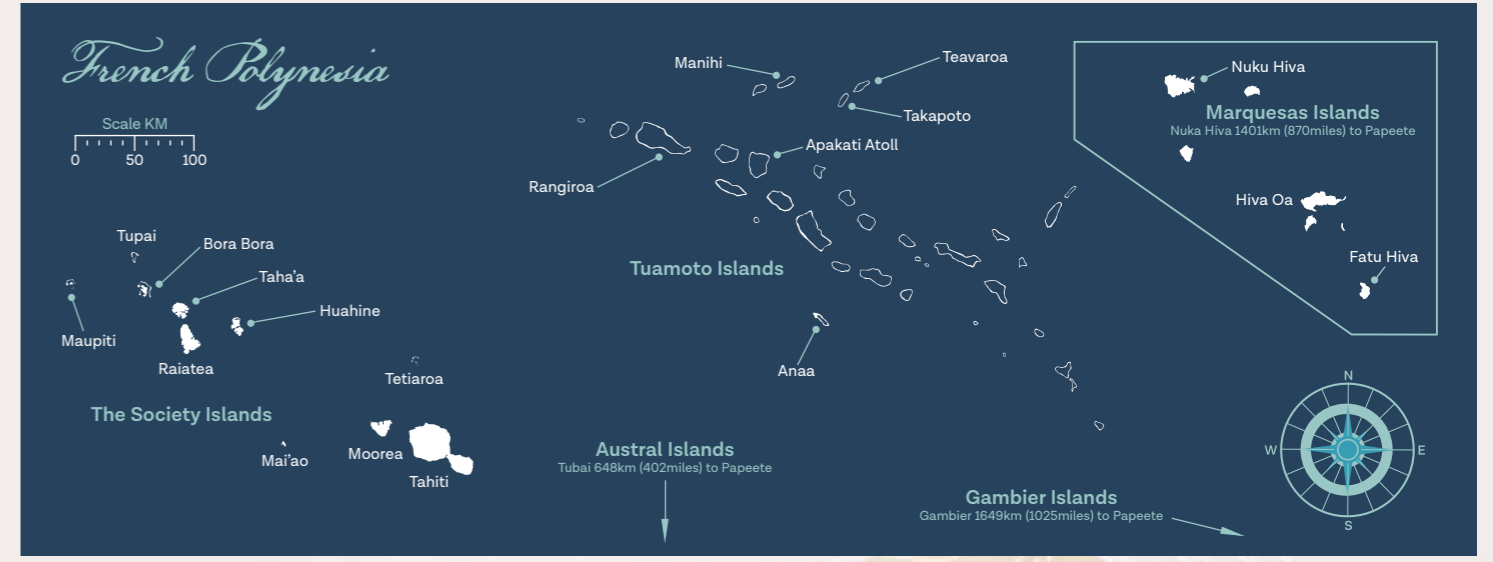 French Polynesia
Scale KM
0 50 100
Manihi
Teavaroa
Takapoto
Apakati Atoll
Rangiroa
Tuamoto Islands
Anaa
Nuku Hiva
Marquesas Islands
Nuka Hiva 1401km (870miles) to Papeete
Hiva Oa
Fatu Hiva
Tupai
Bora Bora
Taha'a
Huahine
Maupiti
Raiatea
Tetiaroa
The Society Islands
Mai'ao
Moorea
Tahiti
Austral Islands
Tubai 648km (402miles) to Papeete
Gambier Islands
Gambier 1649km (1025miles) to Papeete
N
W
E
S